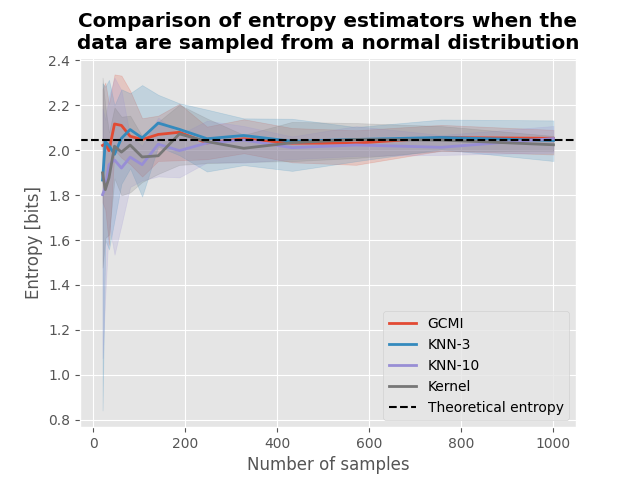 Comparison of entropy estimators when the
data are sampled from a normal distribution
2.4
2.2
2.0
1.8
1.6
1.4
1.2
1.0
0.8
Entropy [bits]
GCMI
KNN-3
KNN-10
Kernel
Theoretical entropy
0 200 400 600 800 1000
Number of samples